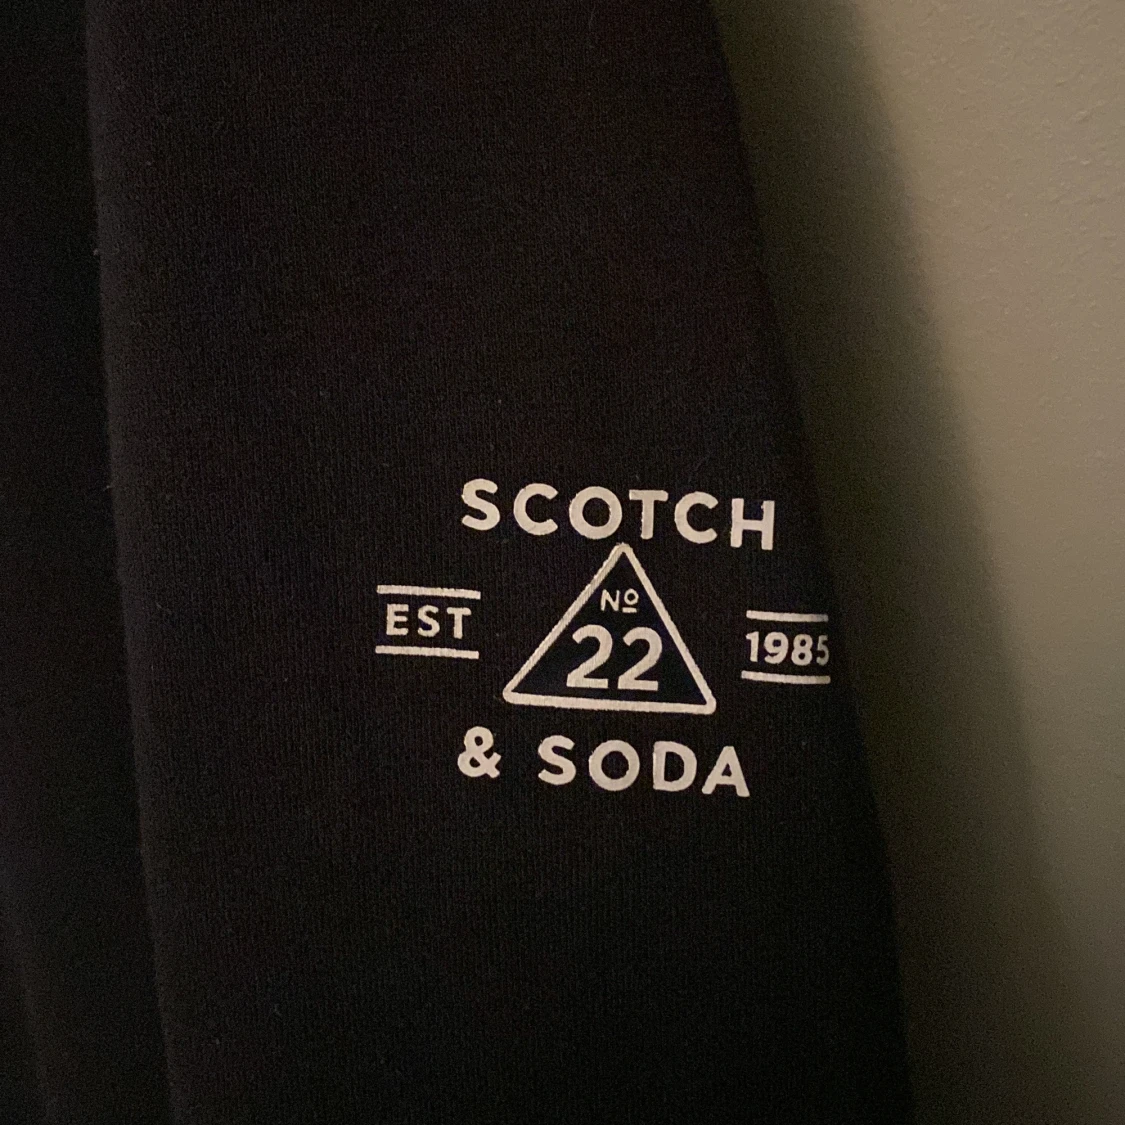 SCOTCH
EST
Nº
22
1985
& SODA